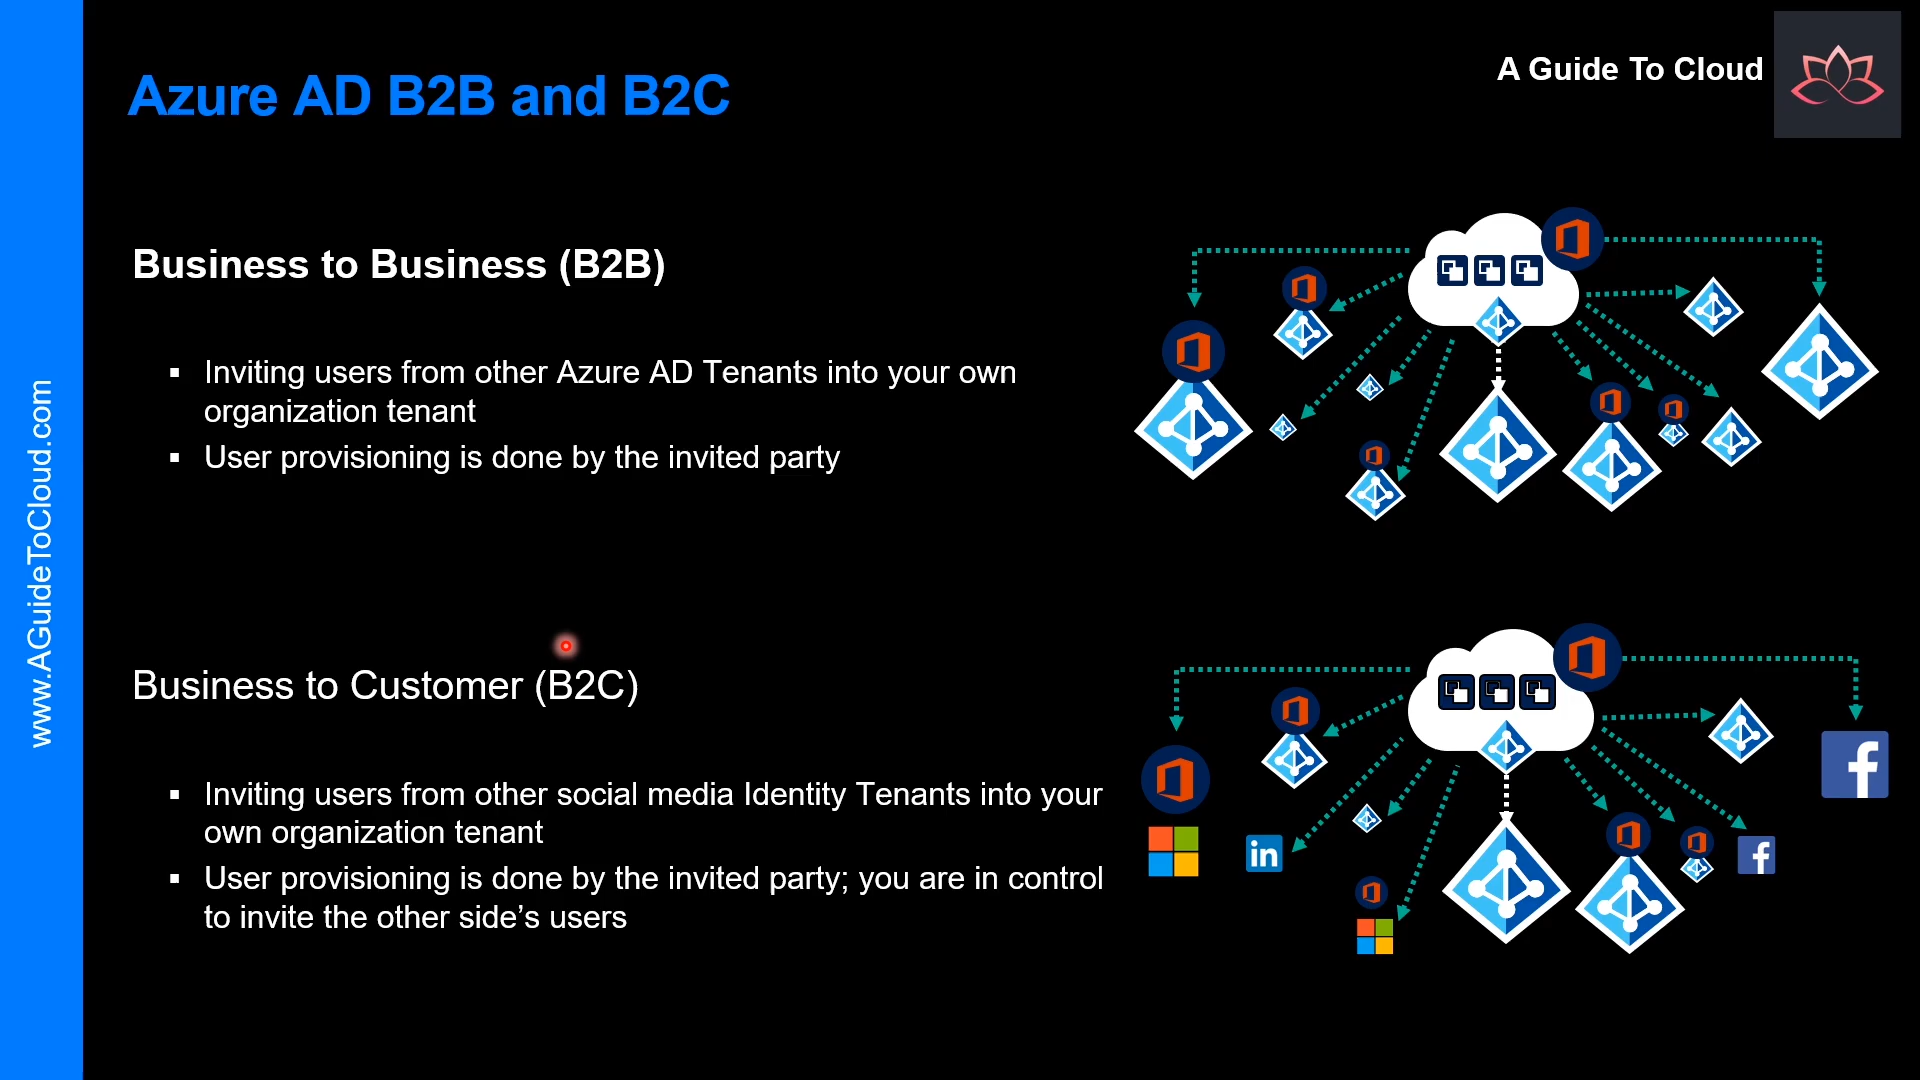 Azure AD B2B and B2C
A Guide To Cloud
www.AGuideToCloud.com
Business to Business (B2B)
▪ Inviting users from other Azure AD Tenants into your own
organization tenant
▪ User provisioning is done by the invited party
Business to Customer (B2C)
▪ Inviting users from other social media Identity Tenants into your
own organization tenant
▪ User provisioning is done by the invited party; you are in control
to invite the other side’s users
in
f
f